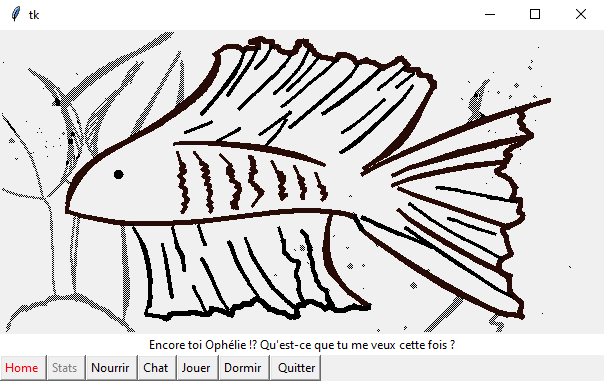 tk
Encore toi Ophélie !? Qu'est-ce que tu me veux cette fois ?
Home Stats Nourrir Chat Jouer Dormir Quitter